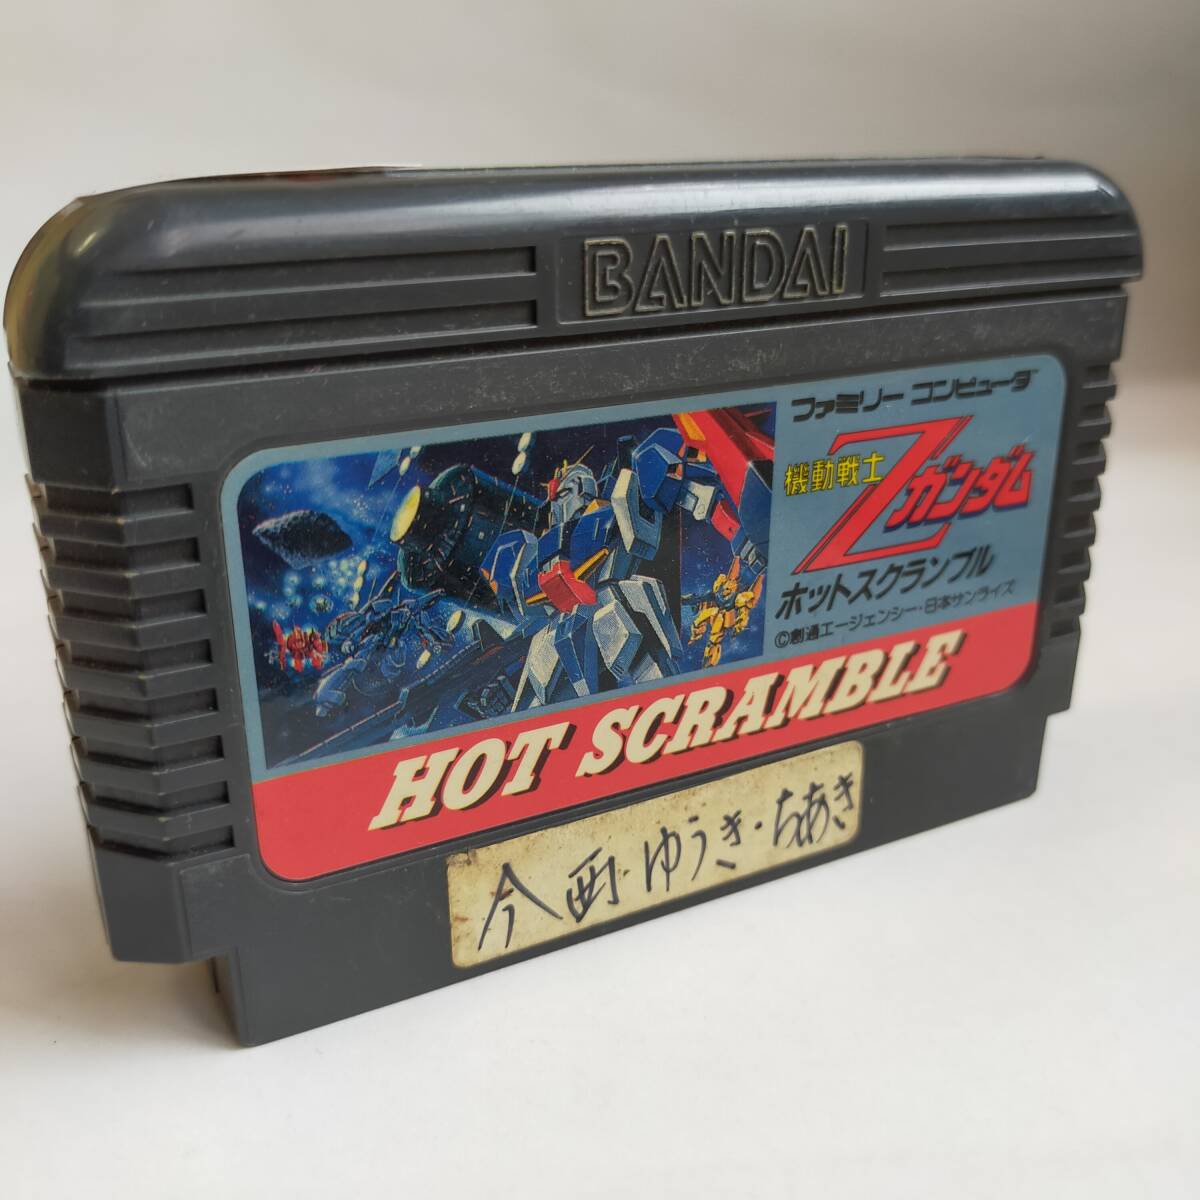 BANDAI
ファミリー コンピュータ™
機動戦士
Zガンダム
ホットスクランブル
©創通エージェンシー・日本サンライズ
HOT SCRAMBLE
今西・ゆうき・ちあき